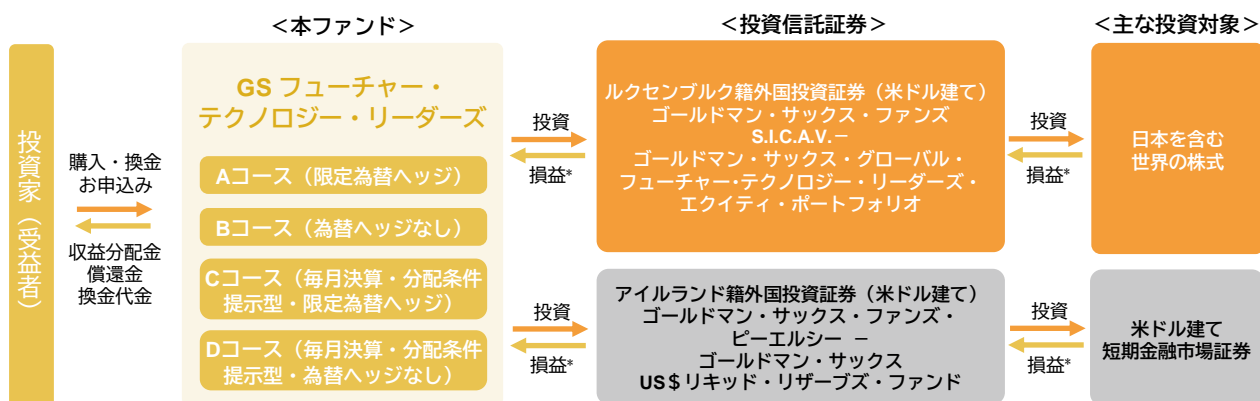 ＜本ファンド＞
＜投資信託証券＞
＜主な投資対象＞
投資家（受益者）
購入・換金
お申込み
収益分配金
償還金
換金代金
GS フューチャー・
テクノロジー・リーダーズ
Aコース（限定為替ヘッジ）
Bコース（為替ヘッジなし）
Cコース（毎月決算・分配条件
提示型・限定為替ヘッジ）
Dコース（毎月決算・分配条件
提示型・為替ヘッジなし）
投資
損益*
ルクセンブルク籍外国投資証券（米ドル建て）
ゴールドマン・サックス・ファンズ
S.I.C.A.V.－
ゴールドマン・サックス・グローバル・
フューチャー・テクノロジー・リーダーズ・
エクイティ・ポートフォリオ
投資
損益*
日本を含む
世界の株式
投資
損益*
アイルランド籍外国投資証券（米ドル建て）
ゴールドマン・サックス・ファンズ・
ピーエルシー －
ゴールドマン・サックス
US＄リキッド・リザーブズ・ファンド
投資
損益*
米ドル建て
短期金融市場証券